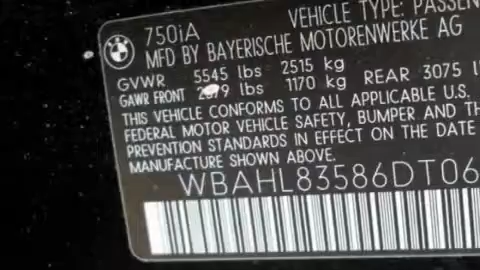 750iA VEHICLE TYPE: PASSEN
MFD BY BAYERISCHE MOTORENWERKE AG
GVWR 5545 lbs 2515 kg
GAWR FRONT lbs 1170 kg REAR 3075 l
THIS VEHICLE CONFORMS TO ALL APPLICABLE U.S.
FEDERAL MOTOR VEHICLE SAFETY, BUMPER AND TH
PREVENTION STANDARDS IN EFFECT ON THE DATE
MANUFACTURE SHOWN ABOVE.
WBAHL83586DT06